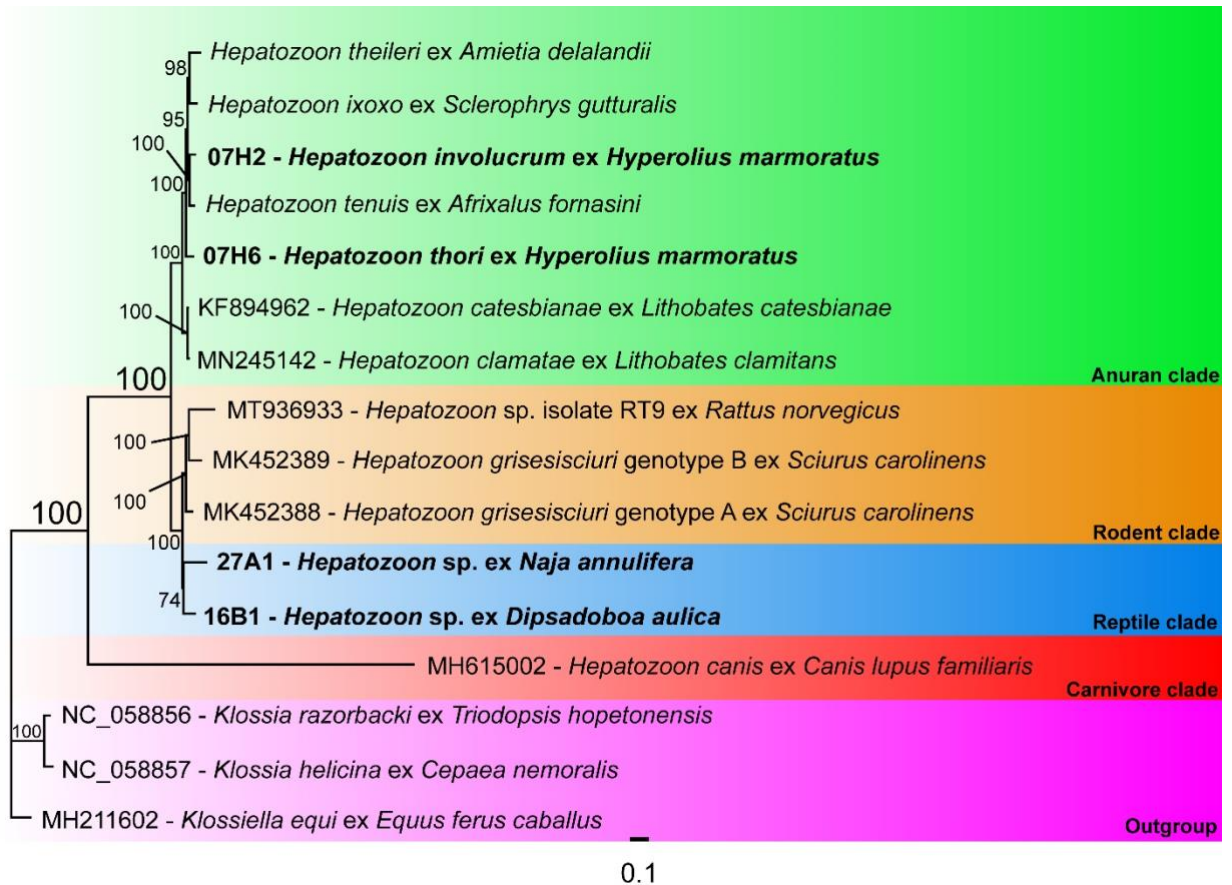 98
Hepatozoon theileri ex Amietia delalandii
Hepatozoon ixoxo ex Sclerophrys gutturalis
95
100
07H2 - Hepatozoon involucrum ex Hyperolius marmoratus
100
Hepatozoon tenuis ex Afrixalus fornasini
100
07H6 - Hepatozoon thori ex Hyperolius marmoratus
100
KF894962 - Hepatozoon catesbianae ex Lithobates catesbianae
MN245142 - Hepatozoon clamatae ex Lithobates clamitans
100
Anuran clade
MT936933 - Hepatozoon sp. isolate RT9 ex Rattus norvegicus
100
MK452389 - Hepatozoon grisesisciuri genotype B ex Sciurus carolinens
100
MK452388 - Hepatozoon grisesisciuri genotype A ex Sciurus carolinens
100
Rodent clade
100
27A1 - Hepatozoon sp. ex Naja annulifera
74
16B1 - Hepatozoon sp. ex Dipsadoboa aulica
Reptile clade
MH615002 - Hepatozoon canis ex Canis lupus familiaris
Carnivore clade
NC_058856 - Klossia razorbacki ex Triodopsis hopetonensis
100
NC_058857 - Klossia helicina ex Cepaea nemoralis
MH211602 - Klossiella equi ex Equus ferus caballus
Outgroup
0.1